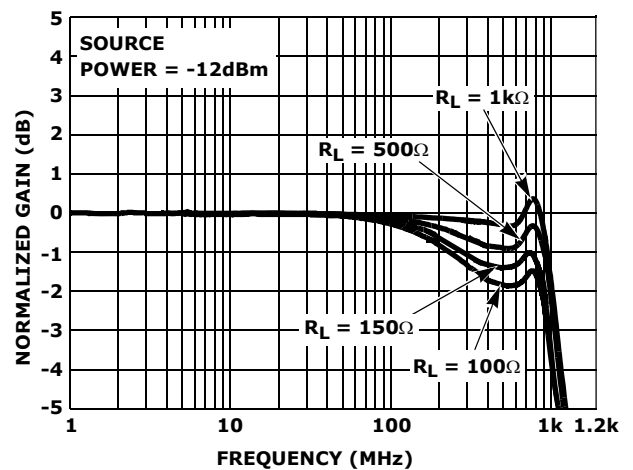 SOURCE
POWER = -12dBm
RL = 1kΩ
RL = 500Ω
RL = 150Ω
RL = 100Ω
NORMALIZED GAIN (dB)
5
4
3
2
1
0
-1
-2
-3
-4
-5
1
10
100
1k
1.2k
FREQUENCY (MHz)